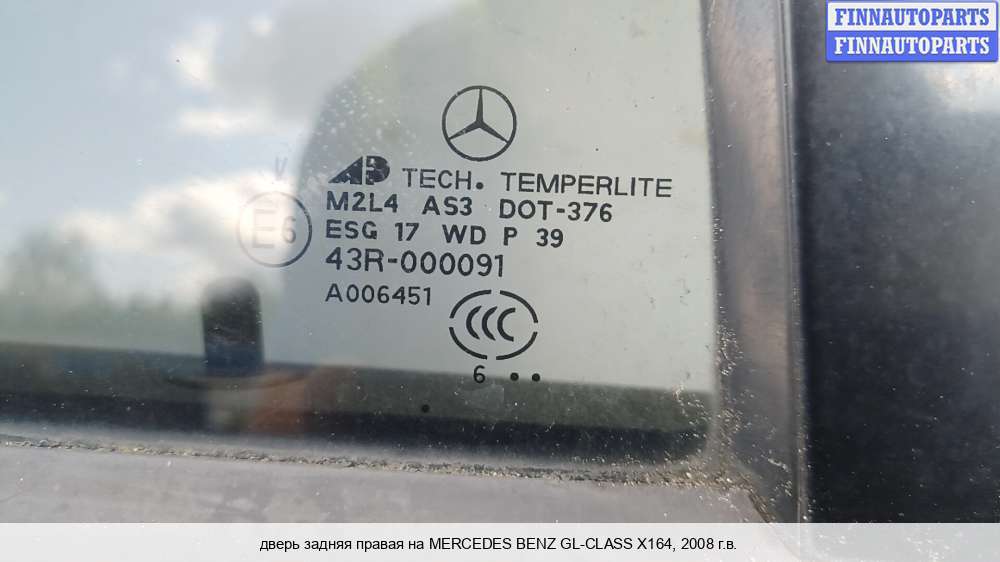 FINNAUTOPARTS
FINNAUTOPARTS
AB TECH. TEMPERLITE
M2L4 AS3 DOT-376
E6
ESG 17 WD P 39
43R-000091
A006451
CCC
6 ••
дверь задняя правая на MERCEDES BENZ GL-CLASS X164, 2008 г.в.